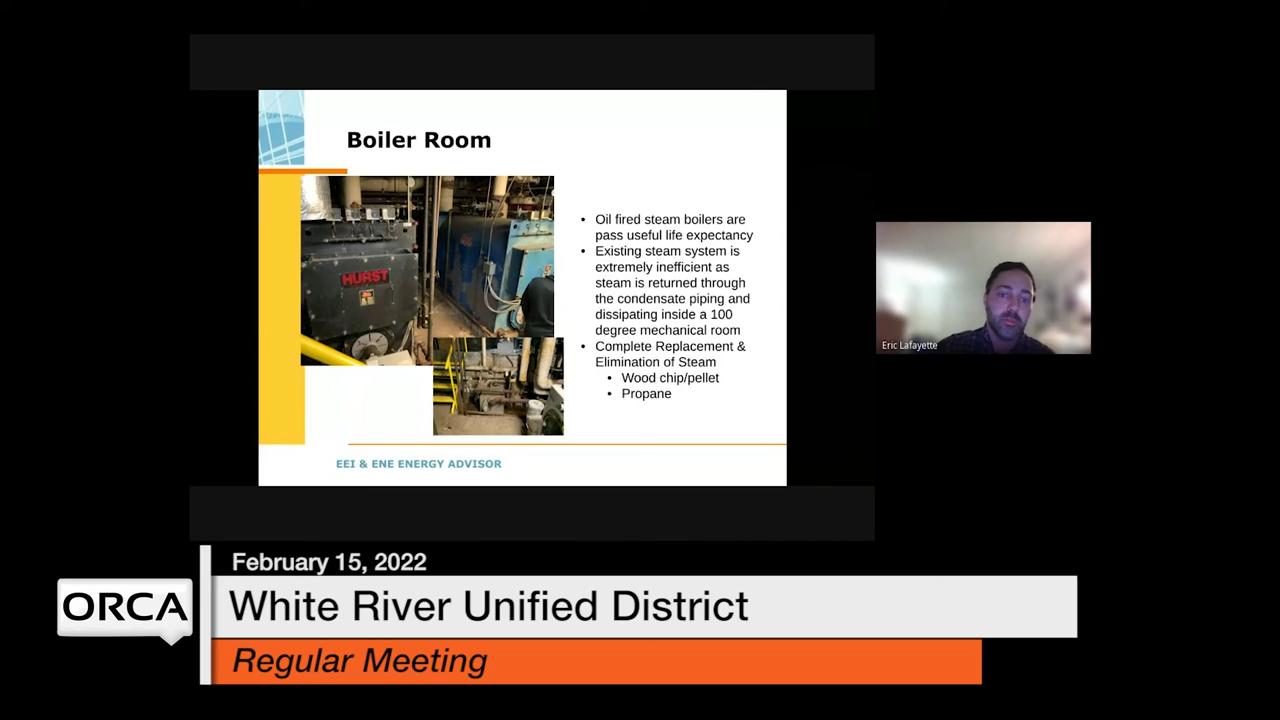 Boiler Room
HURST
• Oil fired steam boilers are
pass useful life expectancy
• Existing steam system is
extremely inefficient as
steam is returned through
the condensate piping and
dissipating inside a 100
degree mechanical room
• Complete Replacement &
Elimination of Steam
• Wood chip/pellet
• Propane
EEI & ENE ENERGY ADVISOR
Eric Lafayette
February 15, 2022
ORCA
White River Unified District
Regular Meeting